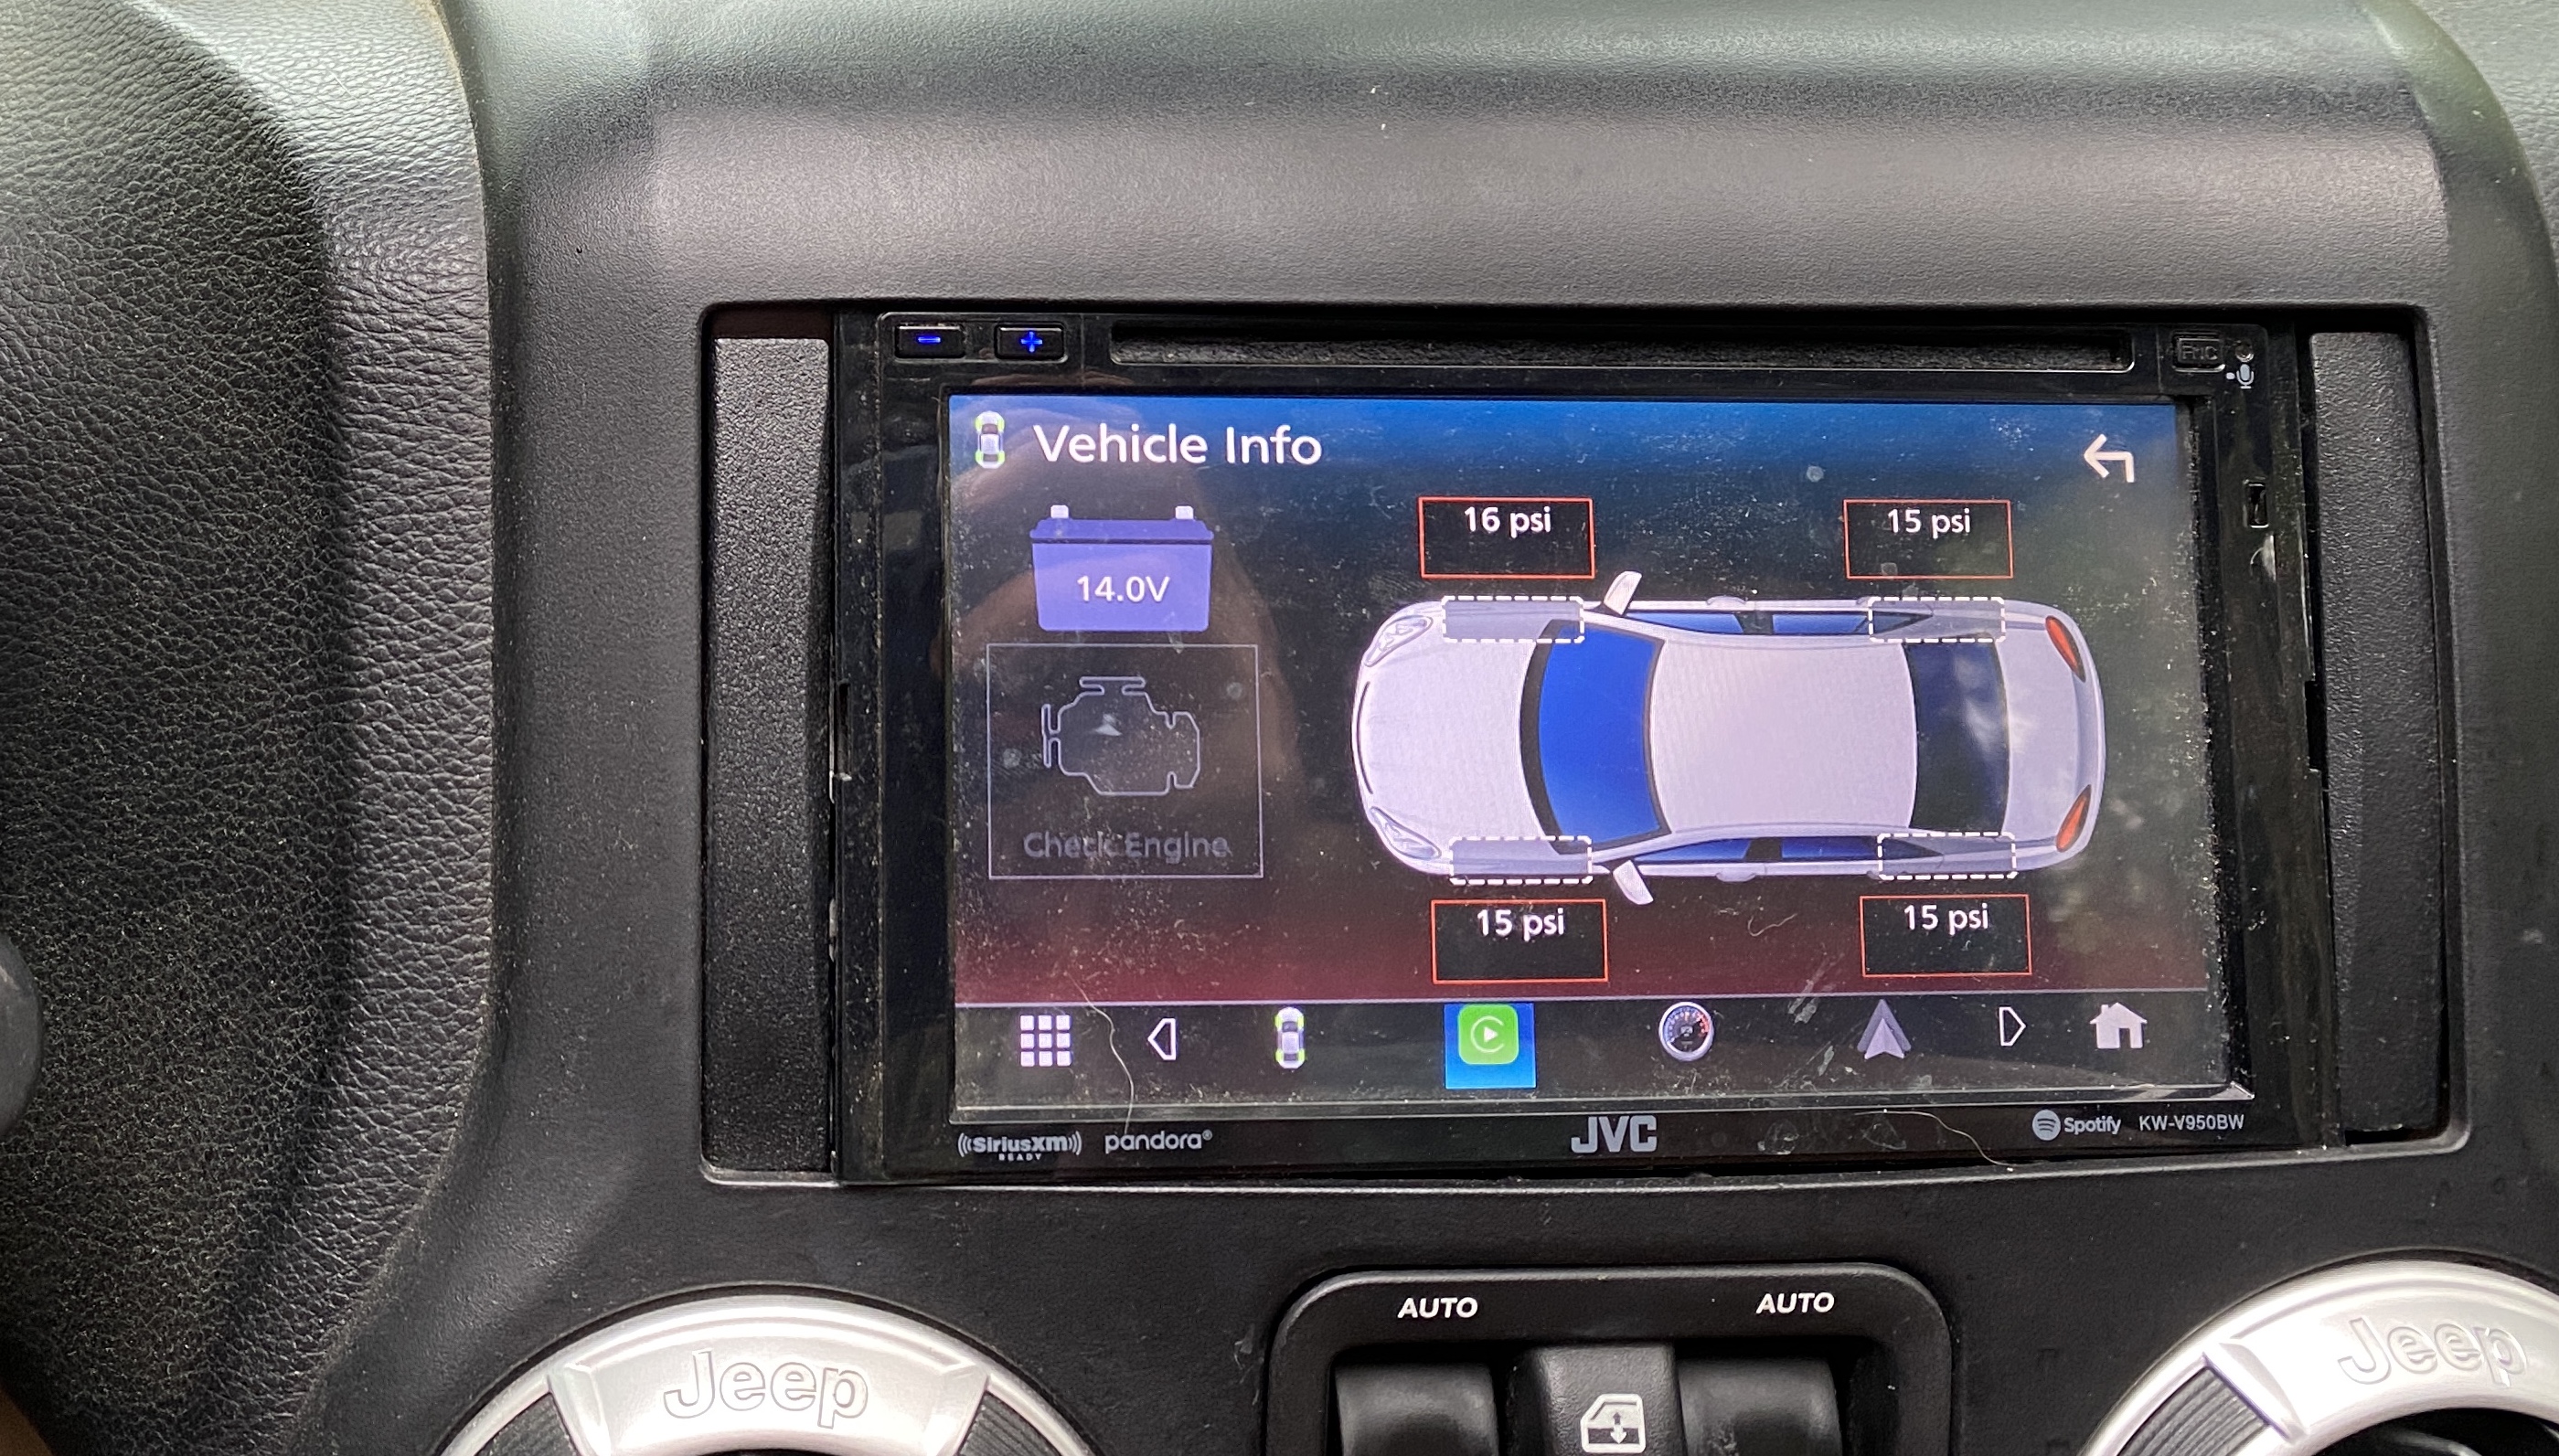 FNC
Vehicle Info
16 psi
15 psi
14.0V
Check Engine
15 psi
15 psi
SiriusXM
READY
pandora®
JVC
Spotify
KW-V950BW
AUTO
AUTO
Jeep
Jeep